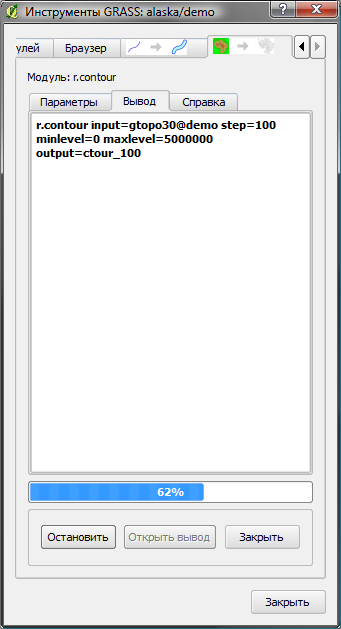 Инструменты GRASS: alaska/demo
улей Браузер
Модуль: r.contour
Параметры Вывод Справка
r.contour input=gtopo30@demo step=100
minlevel=0 maxlevel=5000000
output=ctour_100
62%
Остановить Открыть вывод Закрыть
Закрыть